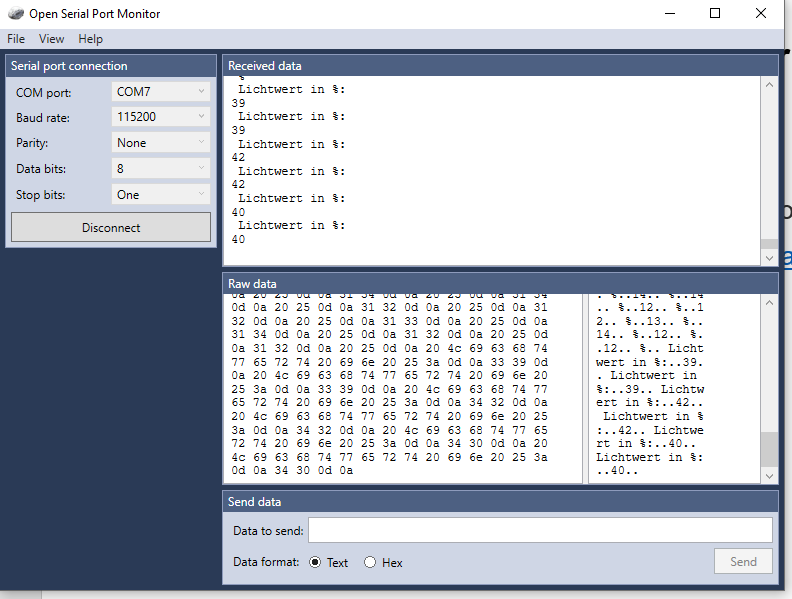 Open Serial Port Monitor
File View Help
Serial port connection
COM port: COM7
Baud rate: 115200
Parity: None
Data bits: 8
Stop bits: One
Disconnect
Received data
%
Lichtwert in %:
39
Lichtwert in %:
39
Lichtwert in %:
42
Lichtwert in %:
42
Lichtwert in %:
40
Lichtwert in %:
40
Raw data
0a 20 25 0d 0a 31 34 0d 0a 20 25 0d 0a 31 34 . %..14.. %..14
0d 0a 20 25 0d 0a 31 32 0d 0a 20 25 0d 0a 31 .. %..12.. %..1
32 0d 0a 20 25 0d 0a 31 33 0d 0a 20 25 0d 0a 2.. %..13.. %..
31 34 0d 0a 20 25 0d 0a 31 32 0d 0a 20 25 0d 14.. %..12.. %.
0a 31 32 0d 0a 20 25 0d 0a 20 4c 69 63 68 74 .12.. %.. Licht
77 65 72 74 20 69 6e 20 25 3a 0d 0a 33 39 0d wert in %:..39.
0a 20 4c 69 63 68 74 77 65 72 74 20 69 6e 20 . Lichtwert in
25 3a 0d 0a 33 39 0d 0a 20 4c 69 63 68 74 77 %:..39.. Lichtw
65 72 74 20 69 6e 20 25 3a 0d 0a 34 32 0d 0a ert in %:..42..
20 4c 69 63 68 74 77 65 72 74 20 69 6e 20 25 Lichtwert in %
3a 0d 0a 34 32 0d 0a 20 4c 69 63 68 74 77 65 :..42.. Lichtwe
72 74 20 69 6e 20 25 3a 0d 0a 34 30 0d 0a 20 rt in %:..40..
4c 69 63 68 74 77 65 72 74 20 69 6e 20 25 3a Lichtwert in %:
0d 0a 34 30 0d 0a ..40..
Send data
Data to send:
Data format: Text Hex
Send